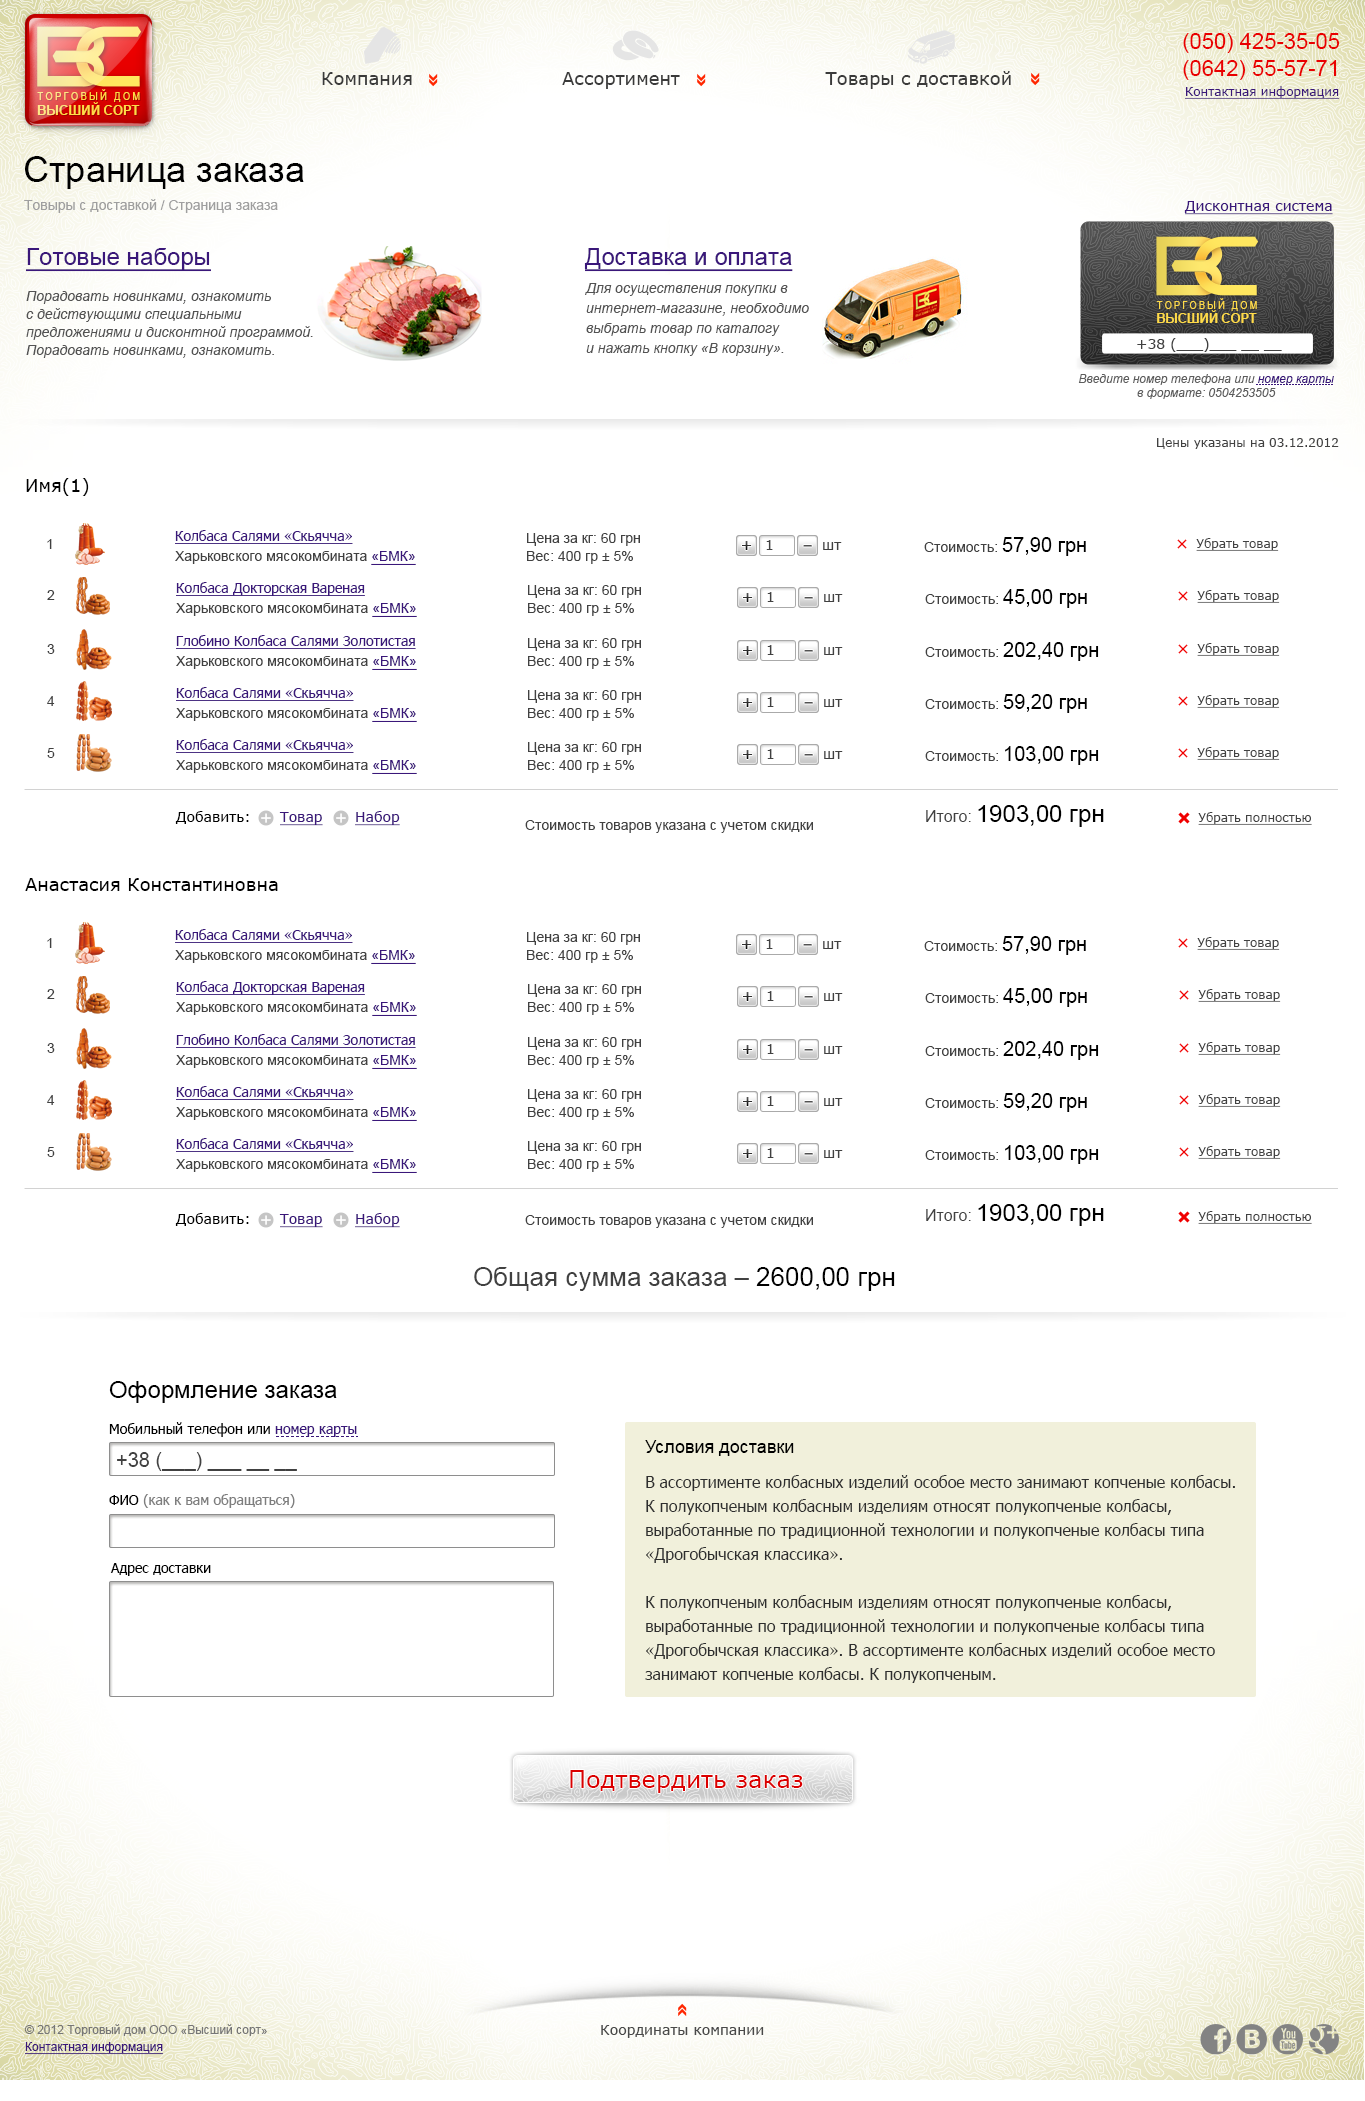 ТОРГОВЫЙ ДОМ
ВЫСШИЙ СОРТ
Компания
Ассортимент
Товары с доставкой
(050) 425-35-05
(0642) 55-57-71
Контактная информация
Страница заказа
Товыры с доставкой / Страница заказа
Дисконтная система
Готовые наборы
Порадовать новинками, ознакомить
с действующими специальными
предложениями и дисконтной программой.
Порадовать новинками, ознакомить.
Доставка и оплата
Для осуществления покупки в
интернет-магазине, необходимо
выбрать товар по каталогу
и нажать кнопку «В корзину».
ТОРГОВЫЙ ДОМ
ВЫСШИЙ СОРТ
+38 (___)___ __ __
Введите номер телефона или номер карты
в формате: 0504253505
Цены указаны на 03.12.2012
Имя(1)
1 Колбаса Салями «Скьячча» Цена за кг: 60 грн + 1 − шт Стоимость: 57,90 грн Убрать товар
Харьковского мясокомбината «БМК» Вес: 400 гр ± 5%
2 Колбаса Докторская Вареная Цена за кг: 60 грн + 1 − шт Стоимость: 45,00 грн Убрать товар
Харьковского мясокомбината «БМК» Вес: 400 гр ± 5%
3 Глобино Колбаса Салями Золотистая Цена за кг: 60 грн + 1 − шт Стоимость: 202,40 грн Убрать товар
Харьковского мясокомбината «БМК» Вес: 400 гр ± 5%
4 Колбаса Салями «Скьячча» Цена за кг: 60 грн + 1 − шт Стоимость: 59,20 грн Убрать товар
Харьковского мясокомбината «БМК» Вес: 400 гр ± 5%
5 Колбаса Салями «Скьячча» Цена за кг: 60 грн + 1 − шт Стоимость: 103,00 грн Убрать товар
Харьковского мясокомбината «БМК» Вес: 400 гр ± 5%
Добавить: Товар Набор Стоимость товаров указана с учетом скидки Итого: 1903,00 грн Убрать полностью
Анастасия Константиновна
1 Колбаса Салями «Скьячча» Цена за кг: 60 грн + 1 − шт Стоимость: 57,90 грн Убрать товар
Харьковского мясокомбината «БМК» Вес: 400 гр ± 5%
2 Колбаса Докторская Вареная Цена за кг: 60 грн + 1 − шт Стоимость: 45,00 грн Убрать товар
Харьковского мясокомбината «БМК» Вес: 400 гр ± 5%
3 Глобино Колбаса Салями Золотистая Цена за кг: 60 грн + 1 − шт Стоимость: 202,40 грн Убрать товар
Харьковского мясокомбината «БМК» Вес: 400 гр ± 5%
4 Колбаса Салями «Скьячча» Цена за кг: 60 грн + 1 − шт Стоимость: 59,20 грн Убрать товар
Харьковского мясокомбината «БМК» Вес: 400 гр ± 5%
5 Колбаса Салями «Скьячча» Цена за кг: 60 грн + 1 − шт Стоимость: 103,00 грн Убрать товар
Харьковского мясокомбината «БМК» Вес: 400 гр ± 5%
Добавить: Товар Набор Стоимость товаров указана с учетом скидки Итого: 1903,00 грн Убрать полностью
Общая сумма заказа – 2600,00 грн
Оформление заказа
Мобильный телефон или номер карты
+38 (___) ___ __ __
ФИО (как к вам обращаться)
Адрес доставки
Условия доставки
В ассортименте колбасных изделий особое место занимают копченые колбасы.
К полукопченым колбасным изделиям относят полукопченые колбасы,
выработанные по традиционной технологии и полукопченые колбасы типа
«Дрогобычская классика».
К полукопченым колбасным изделиям относят полукопченые колбасы,
выработанные по традиционной технологии и полукопченые колбасы типа
«Дрогобычская классика». В ассортименте колбасных изделий особое место
занимают копченые колбасы. К полукопченым.
Подтвердить заказ
Координаты компании
© 2012 Торговый дом ООО «Высший сорт»
Контактная информация
You
Tube